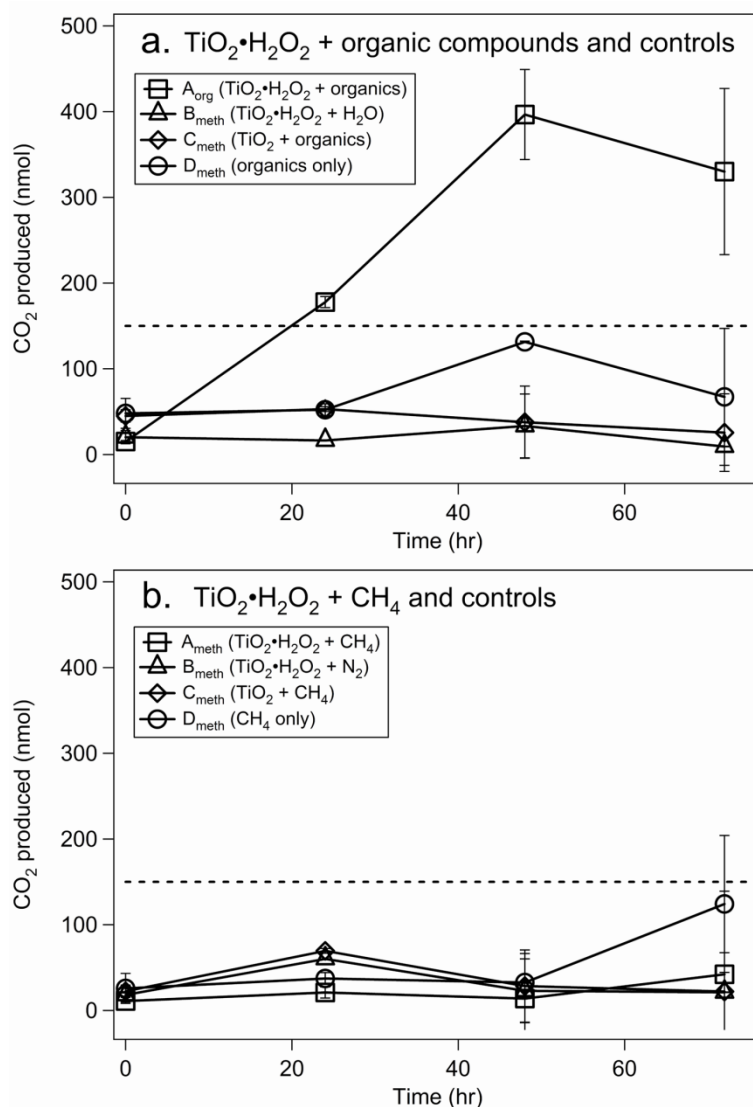 a. TiO₂•H₂O₂ + organic compounds and controls
A_org (TiO₂•H₂O₂ + organics)
B_meth (TiO₂•H₂O₂ + H₂O)
C_meth (TiO₂ + organics)
D_meth (organics only)
500
400
300
200
100
0
CO₂ produced (nmol)
0 20 40 60
Time (hr)
b. TiO₂•H₂O₂ + CH₄ and controls
A_meth (TiO₂•H₂O₂ + CH₄)
B_meth (TiO₂•H₂O₂ + N₂)
C_meth (TiO₂ + CH₄)
D_meth (CH₄ only)
500
400
300
200
100
0
CO₂ produced (nmol)
0 20 40 60
Time (hr)